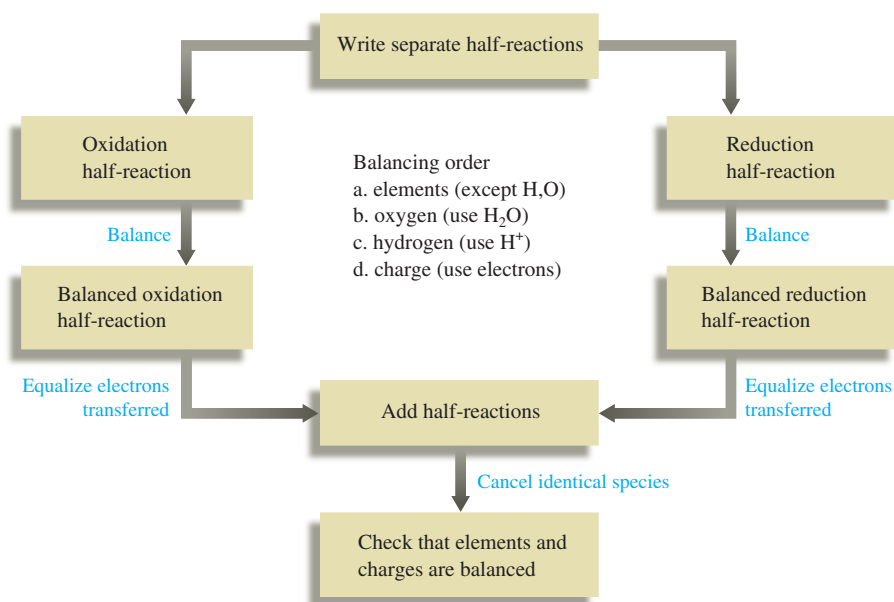 Write separate half-reactions
Oxidation
half-reaction
Reduction
half-reaction
Balancing order
a. elements (except H,O)
b. oxygen (use H₂O)
c. hydrogen (use H⁺)
d. charge (use electrons)
Balance
Balance
Balanced oxidation
half-reaction
Balanced reduction
half-reaction
Equalize electrons
transferred
Equalize electrons
transferred
Add half-reactions
Cancel identical species
Check that elements and
charges are balanced